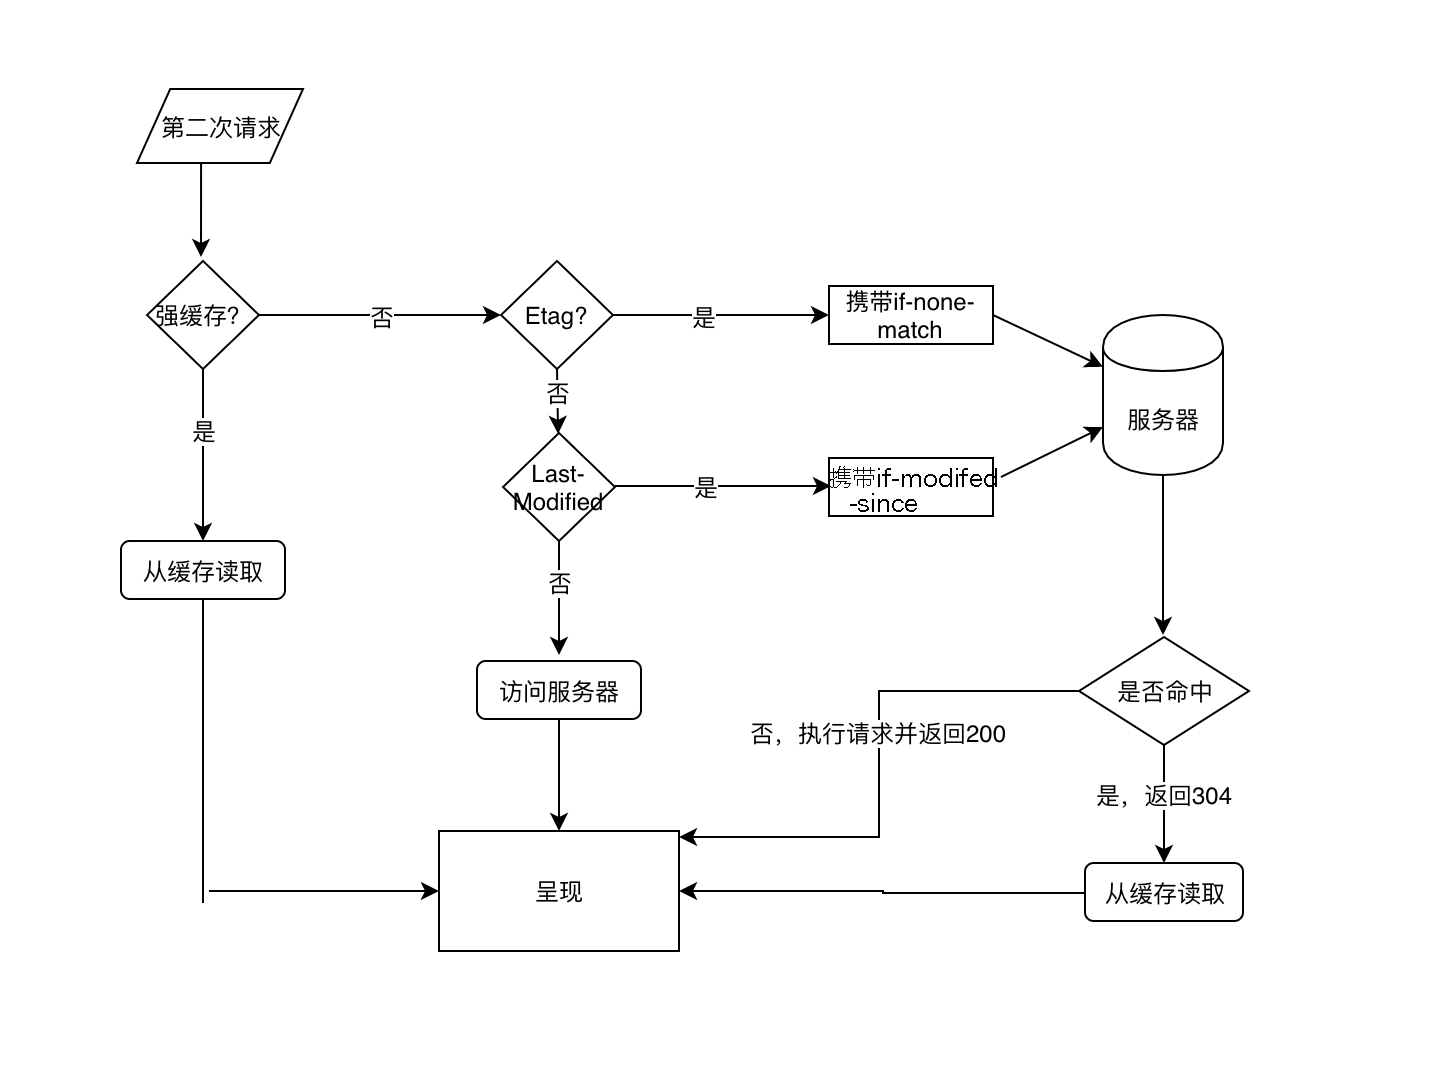 第二次请求
强缓存?
否
Etag?
是
携带if-none-
match
否
服务器
是
Last-
Modified
是
携带if-modifed
-since
从缓存读取
否
访问服务器
是否命中
否，执行请求并返回200
是，返回304
呈现
从缓存读取